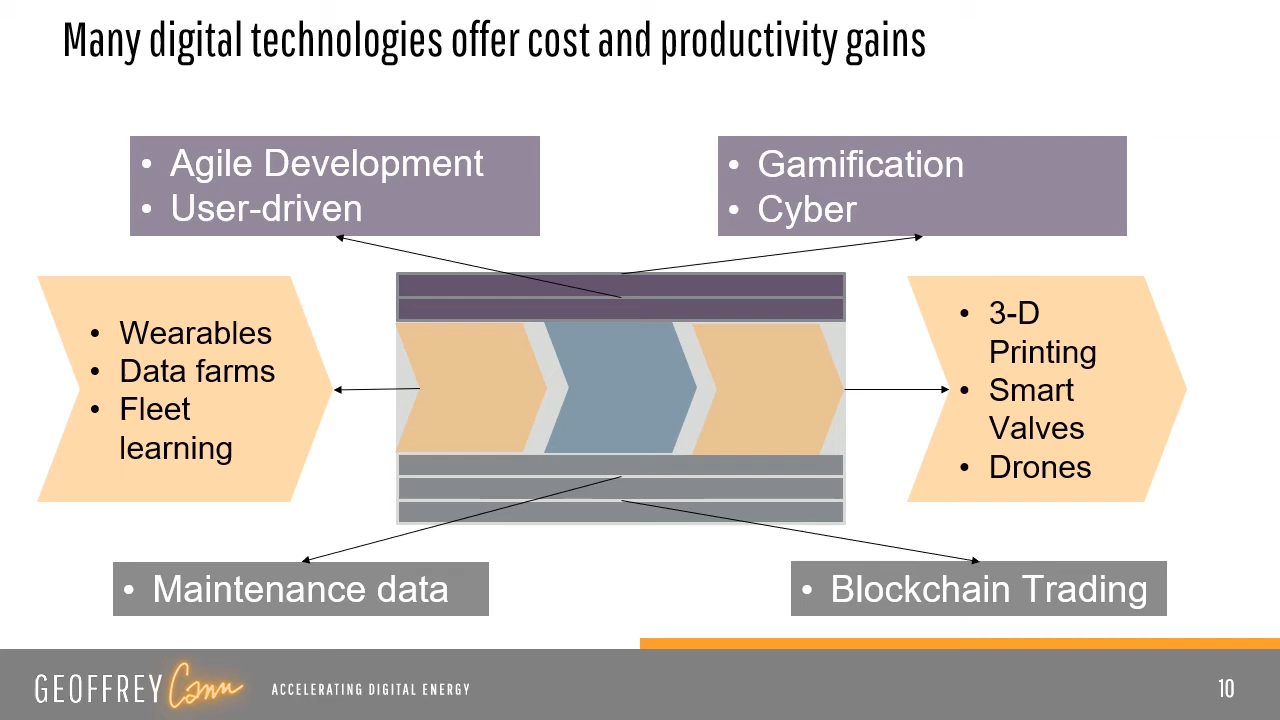 Many digital technologies offer cost and productivity gains
• Agile Development
• User-driven
• Gamification
• Cyber
• Wearables
• Data farms
• Fleet
learning
• 3-D
Printing
• Smart
Valves
• Drones
• Maintenance data
• Blockchain Trading
GEOFFREY Cann ACCELERATING DIGITAL ENERGY
10